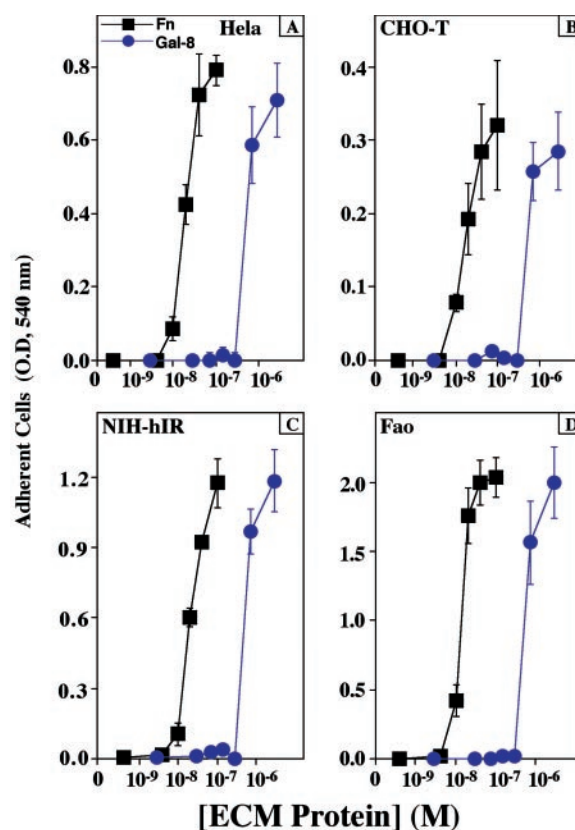 Fn
Gal-8
Hela
A
CHO-T
B
0.8
0.6
0.4
0.2
0.0
0.4
0.3
0.2
0.1
0.0
0 10⁻⁹ 10⁻⁸ 10⁻⁷ 10⁻⁶
0 10⁻⁹ 10⁻⁸ 10⁻⁷ 10⁻⁶
Adherent Cells (O.D, 540 nm)
NIH-hIR
C
Fao
D
1.2
0.9
0.6
0.3
0.0
2.0
1.5
1.0
0.5
0.0
0 10⁻⁹ 10⁻⁸ 10⁻⁷ 10⁻⁶
0 10⁻⁹ 10⁻⁸ 10⁻⁷ 10⁻⁶
[ECM Protein] (M)